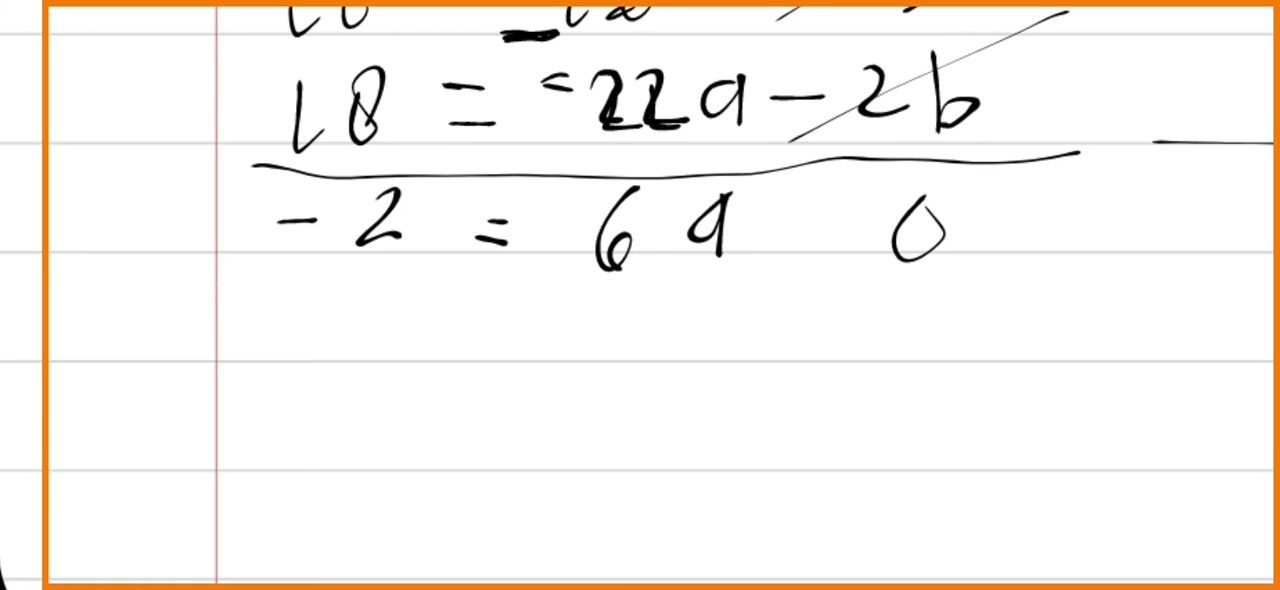 18 = -22a - 2b
-2 = 6a 0